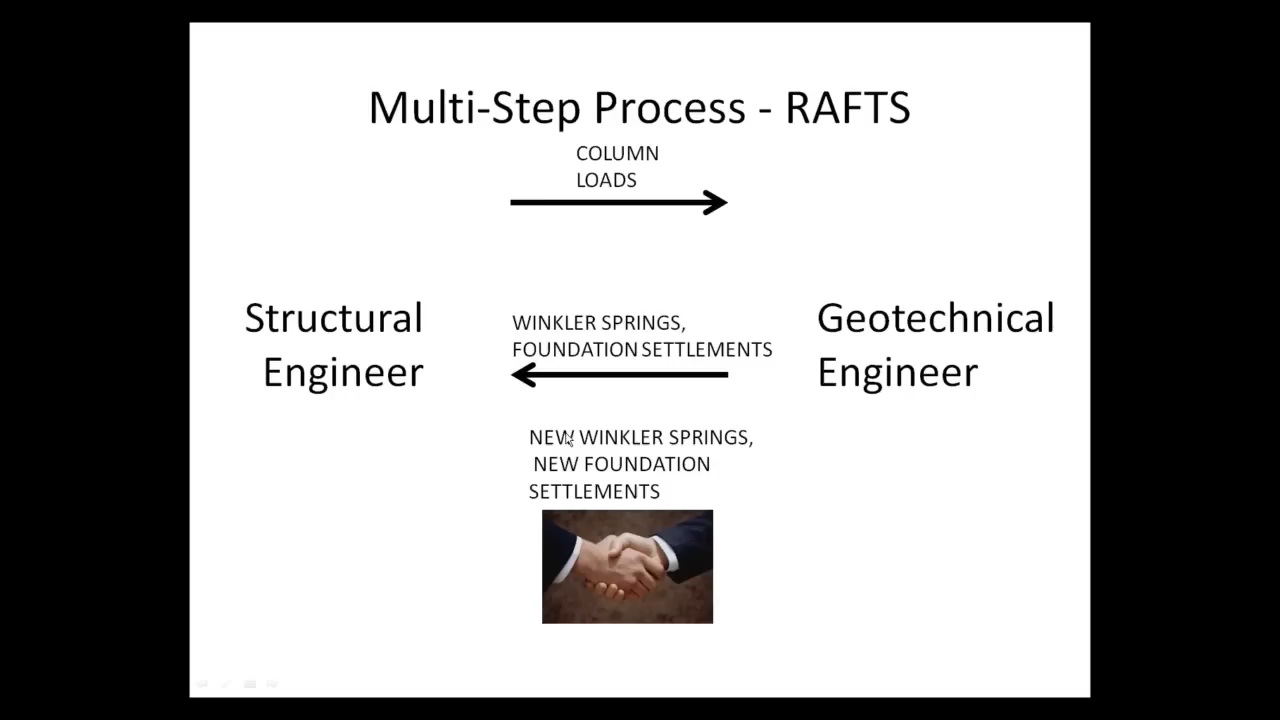 Multi-Step Process - RAFTS
COLUMN
LOADS
Structural
Engineer
WINKLER SPRINGS,
FOUNDATION SETTLEMENTS
Geotechnical
Engineer
NEW WINKLER SPRINGS,
NEW FOUNDATION
SETTLEMENTS